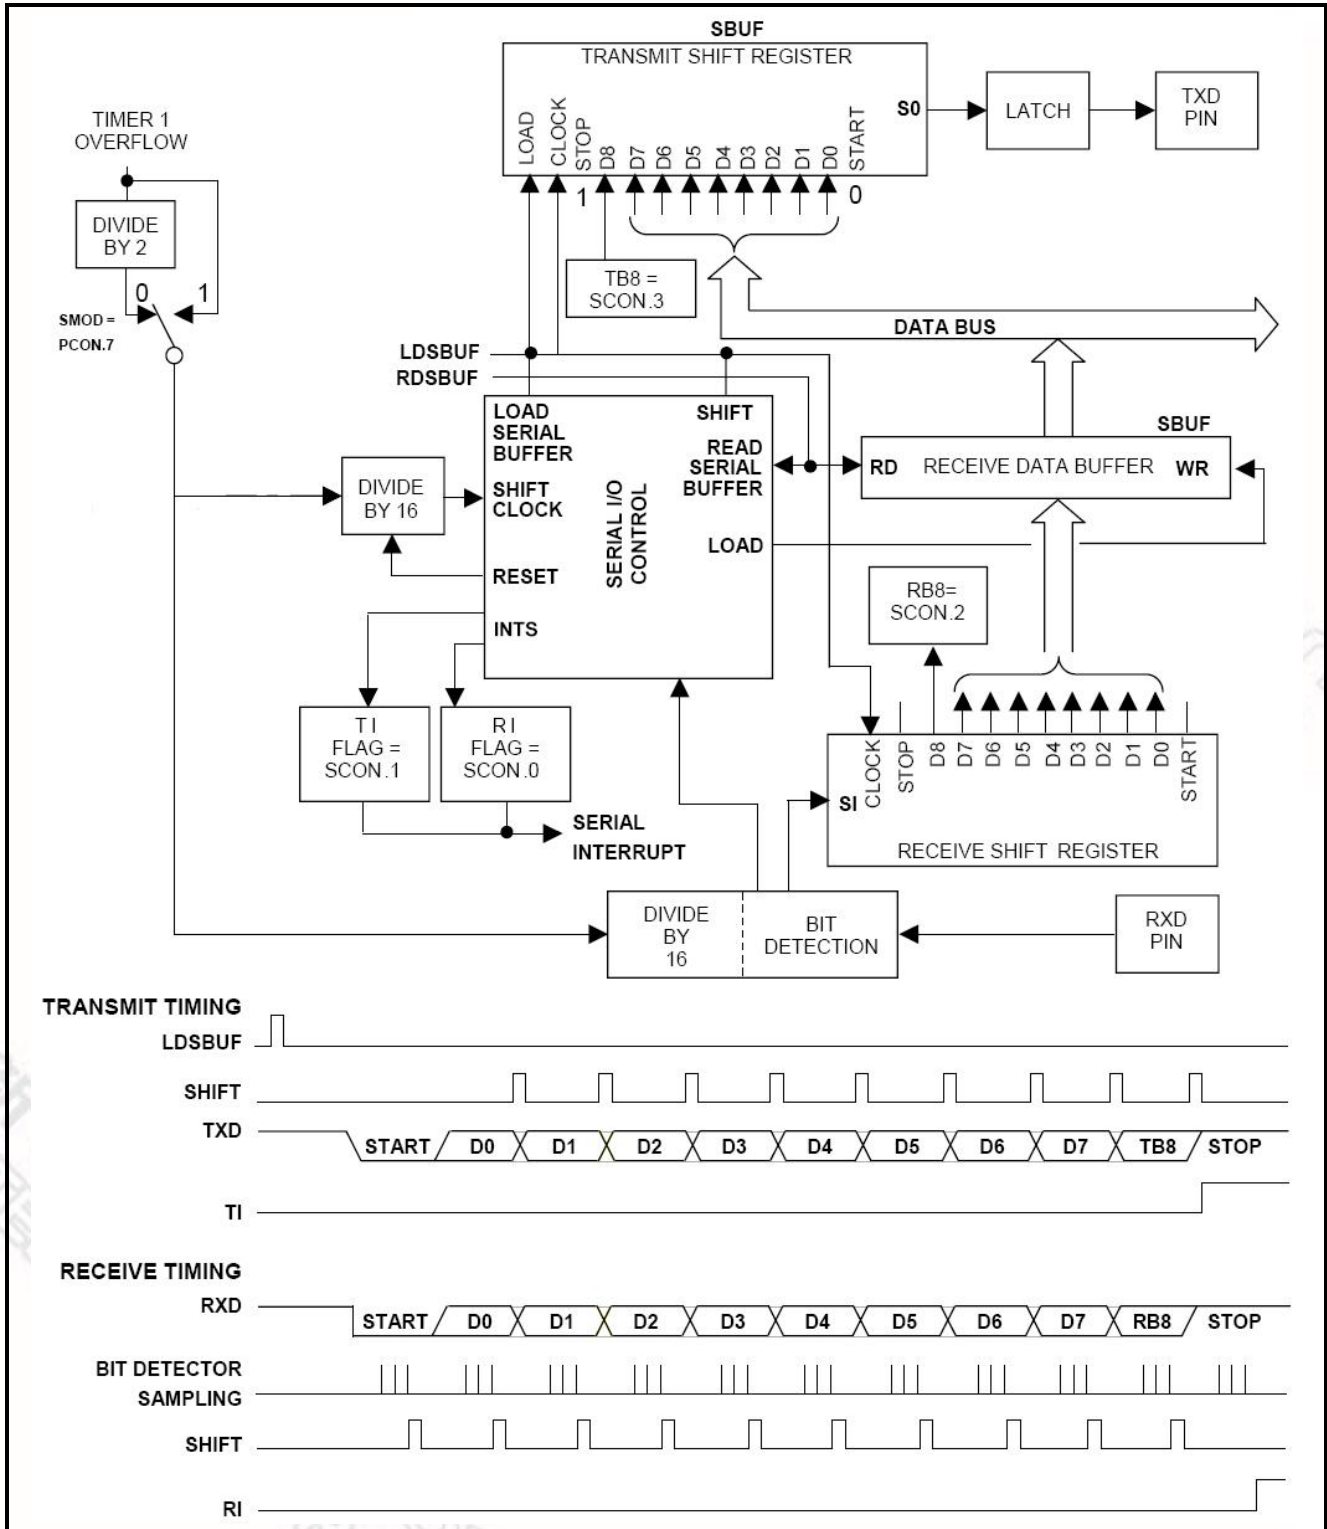 SBUF
TRANSMIT SHIFT REGISTER
LOAD
CLOCK
STOP
D8
D7
D6
D5
D4
D3
D2
D1
D0
START
S0
LATCH
TXD
PIN
1
0
TIMER 1
OVERFLOW
DIVIDE
BY 2
0
1
SMOD =
PCON.7
TB8 =
SCON.3
DATA BUS
LDSBUF
RDSBUF
LOAD
SERIAL
BUFFER
SHIFT
READ
SERIAL
BUFFER
SHIFT
CLOCK
SERIAL I/O
CONTROL
LOAD
RESET
INTS
SBUF
RD
RECEIVE DATA BUFFER
WR
DIVIDE
BY 16
RB8=
SCON.2
TI
FLAG =
SCON.1
RI
FLAG =
SCON.0
SERIAL
INTERRUPT
SI
CLOCK
STOP
D8
D7
D6
D5
D4
D3
D2
D1
D0
START
RECEIVE SHIFT REGISTER
DIVIDE
BY
16
BIT
DETECTION
RXD
PIN
TRANSMIT TIMING
LDSBUF
SHIFT
TXD
START D0 D1 D2 D3 D4 D5 D6 D7 TB8 STOP
TI
RECEIVE TIMING
RXD
START D0 D1 D2 D3 D4 D5 D6 D7 RB8 STOP
BIT DETECTOR
SAMPLING
SHIFT
RI